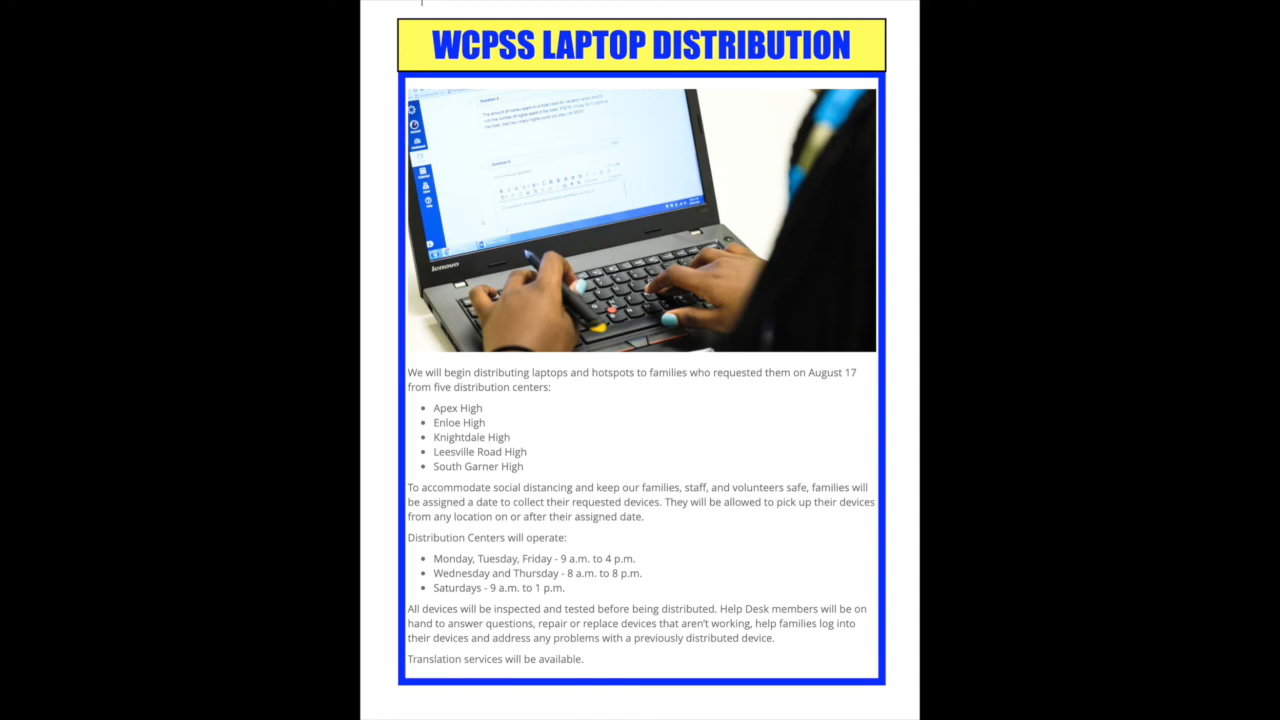 WCPSS LAPTOP DISTRIBUTION
Question 4
Question 5
lenovo
We will begin distributing laptops and hotspots to families who requested them on August 17
from five distribution centers:
• Apex High
• Enloe High
• Knightdale High
• Leesville Road High
• South Garner High
To accommodate social distancing and keep our families, staff, and volunteers safe, families will
be assigned a date to collect their requested devices. They will be allowed to pick up their devices
from any location on or after their assigned date.
Distribution Centers will operate:
• Monday, Tuesday, Friday - 9 a.m. to 4 p.m.
• Wednesday and Thursday - 8 a.m. to 8 p.m.
• Saturdays - 9 a.m. to 1 p.m.
All devices will be inspected and tested before being distributed. Help Desk members will be on
hand to answer questions, repair or replace devices that aren't working, help families log into
their devices and address any problems with a previously distributed device.
Translation services will be available.